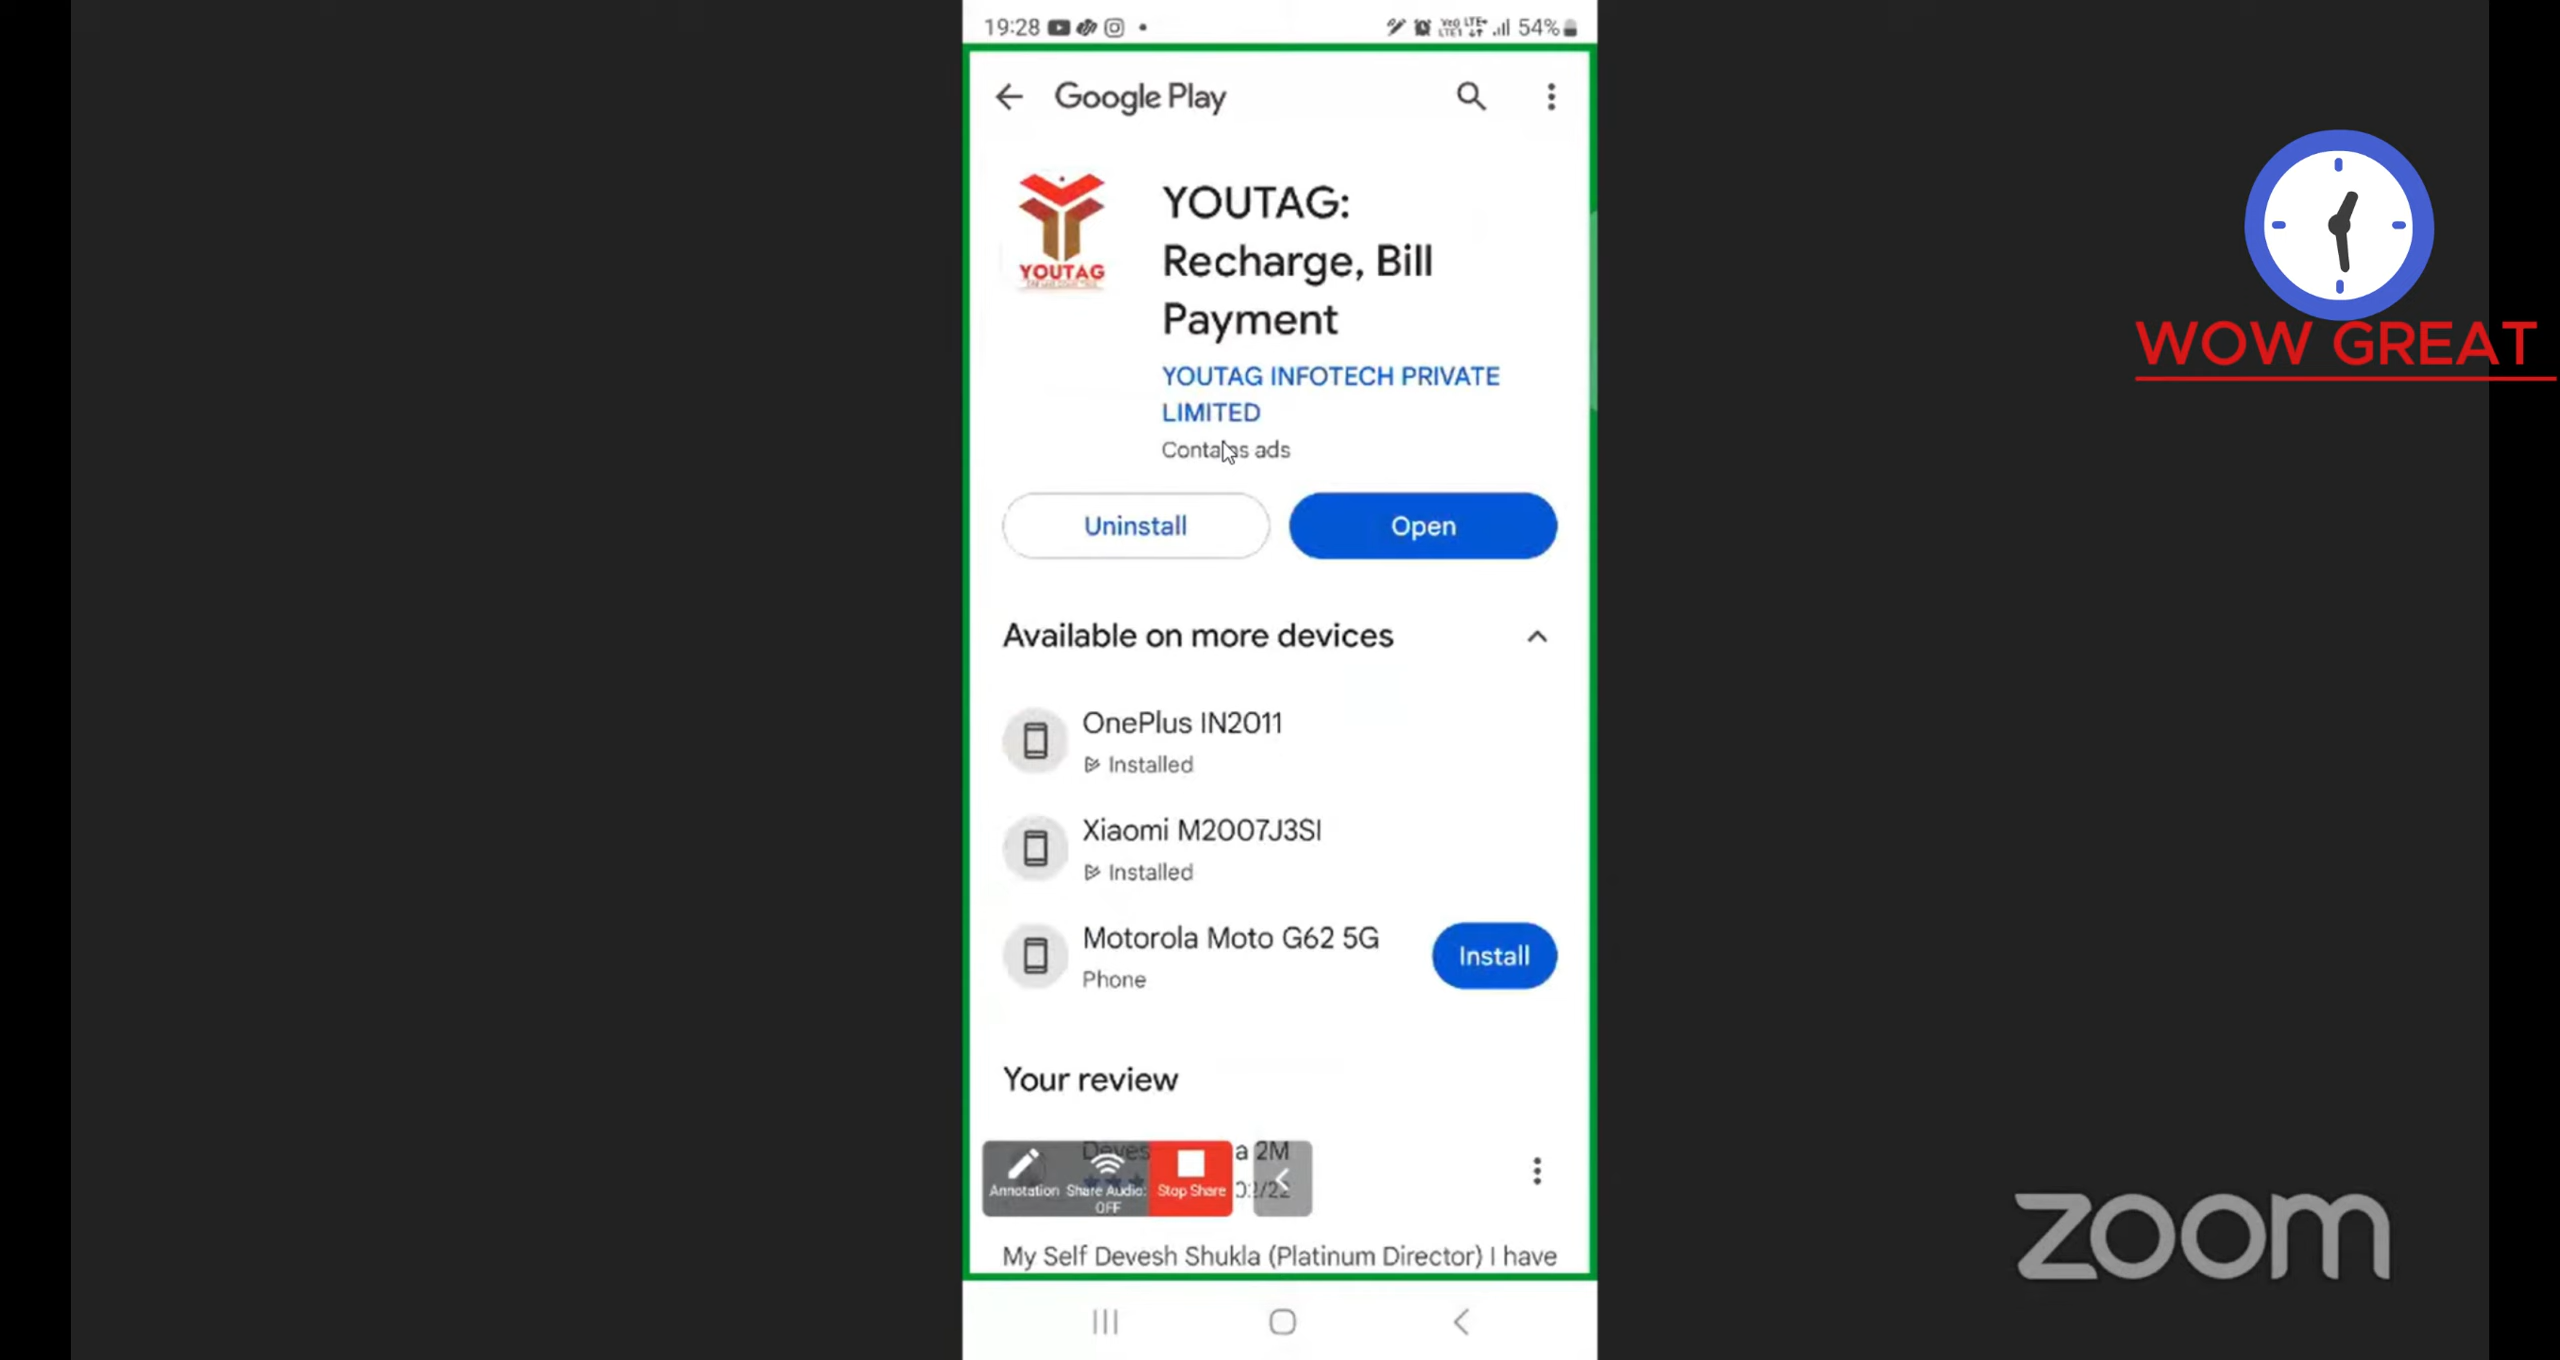 19:28
54%
Google Play
YOUTAG:
Recharge, Bill
Payment
YOUTAG
YOUTAG INFOTECH PRIVATE
LIMITED
Contains ads
Uninstall
Open
Available on more devices
OnePlus IN2011
Installed
Xiaomi M2007J3SI
Installed
Motorola Moto G62 5G
Install
Phone
Your review
a 2M
Annotation
Share Audio:
OFF
Stop Share
My Self Devesh Shukla (Platinum Director) I have
WOW GREAT
zoom